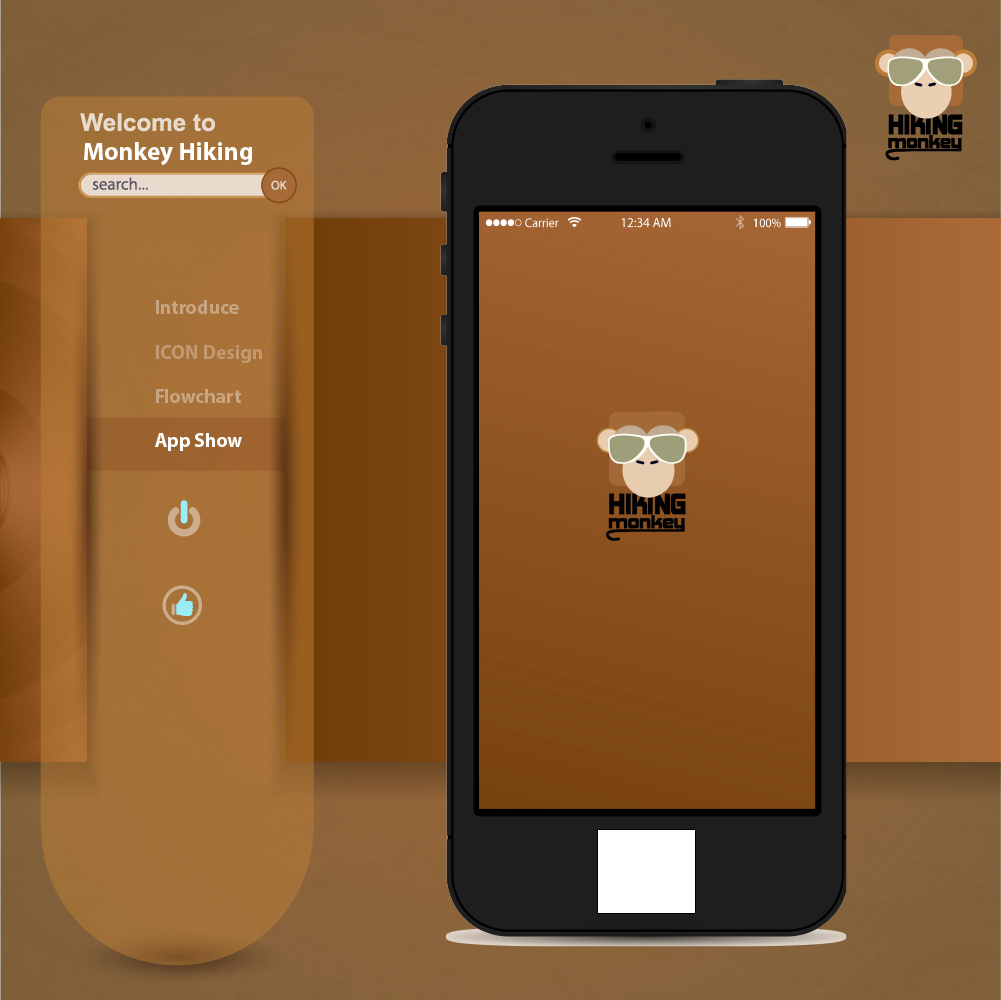 Welcome to
Monkey Hiking
search...
OK
Introduce
ICON Design
Flowchart
App Show
Carrier
12:34 AM
100%
HIKING
monkey
HIKING
monkey